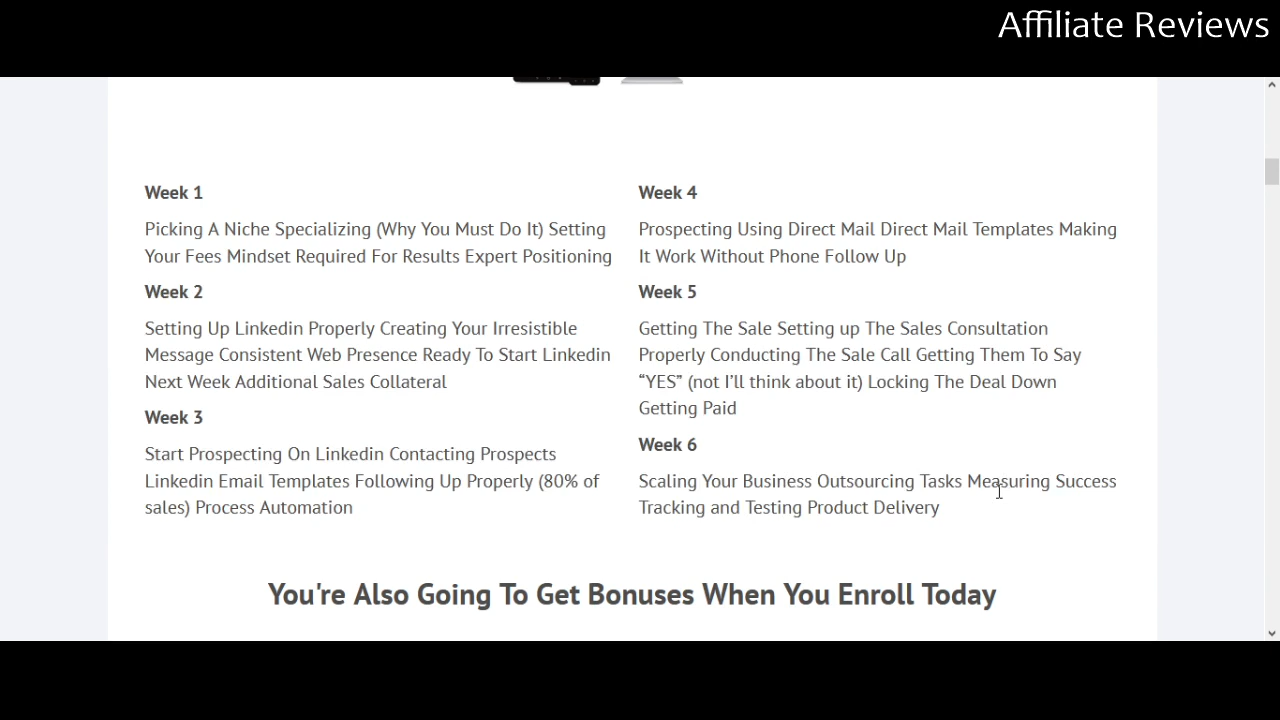 Affiliate Reviews
Week 1
Picking A Niche Specializing (Why You Must Do It) Setting
Your Fees Mindset Required For Results Expert Positioning
Week 2
Setting Up Linkedin Properly Creating Your Irresistible
Message Consistent Web Presence Ready To Start Linkedin
Next Week Additional Sales Collateral
Week 3
Start Prospecting On Linkedin Contacting Prospects
Linkedin Email Templates Following Up Properly (80% of
sales) Process Automation
Week 4
Prospecting Using Direct Mail Direct Mail Templates Making
It Work Without Phone Follow Up
Week 5
Getting The Sale Setting up The Sales Consultation
Properly Conducting The Sale Call Getting Them To Say
“YES” (not I’ll think about it) Locking The Deal Down
Getting Paid
Week 6
Scaling Your Business Outsourcing Tasks Measuring Success
Tracking and Testing Product Delivery
You're Also Going To Get Bonuses When You Enroll Today